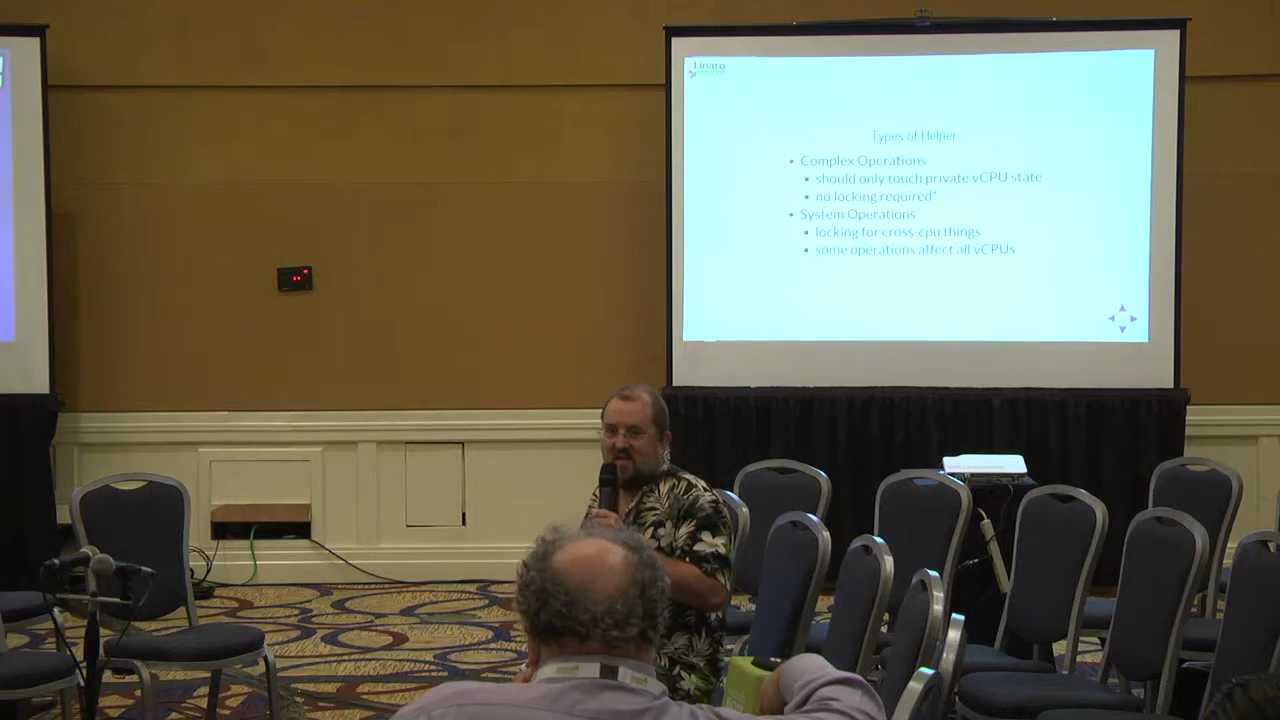 Linaro
Types of Helper
• Complex Operations
▪ should only touch private vCPU state
▪ no locking required*
• System Operations
▪ locking for cross-cpu things
▪ some operations affect all vCPUs